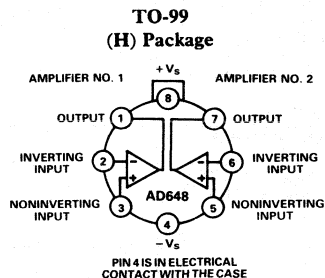 TO-99
(H) Package
+VS
AMPLIFIER NO. 1
AMPLIFIER NO. 2
8
OUTPUT
1
7
OUTPUT
INVERTING
INPUT
2
−
−
6
INVERTING
INPUT
+
+
NONINVERTING
INPUT
3
AD648
5
NONINVERTING
INPUT
4
−VS
PIN 4 IS IN ELECTRICAL
CONTACT WITH THE CASE